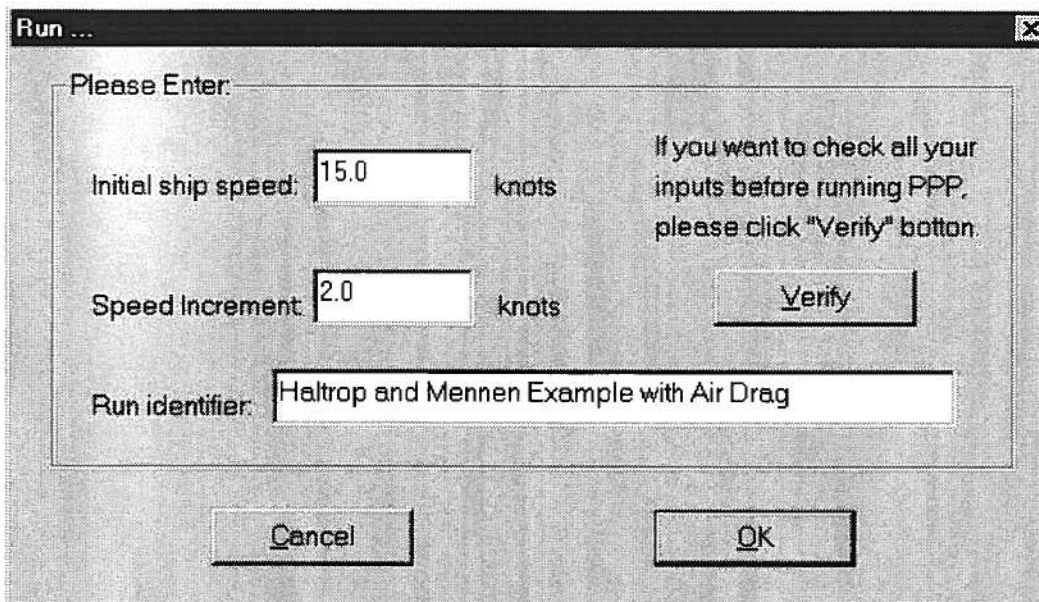 Run ...
Please Enter:
Initial ship speed: 15.0 knots
If you want to check all your
inputs before running PPP,
please click "Verify" botton.
Speed Increment: 2.0 knots
Verify
Run identifier: Haltrop and Mennen Example with Air Drag
Cancel
OK